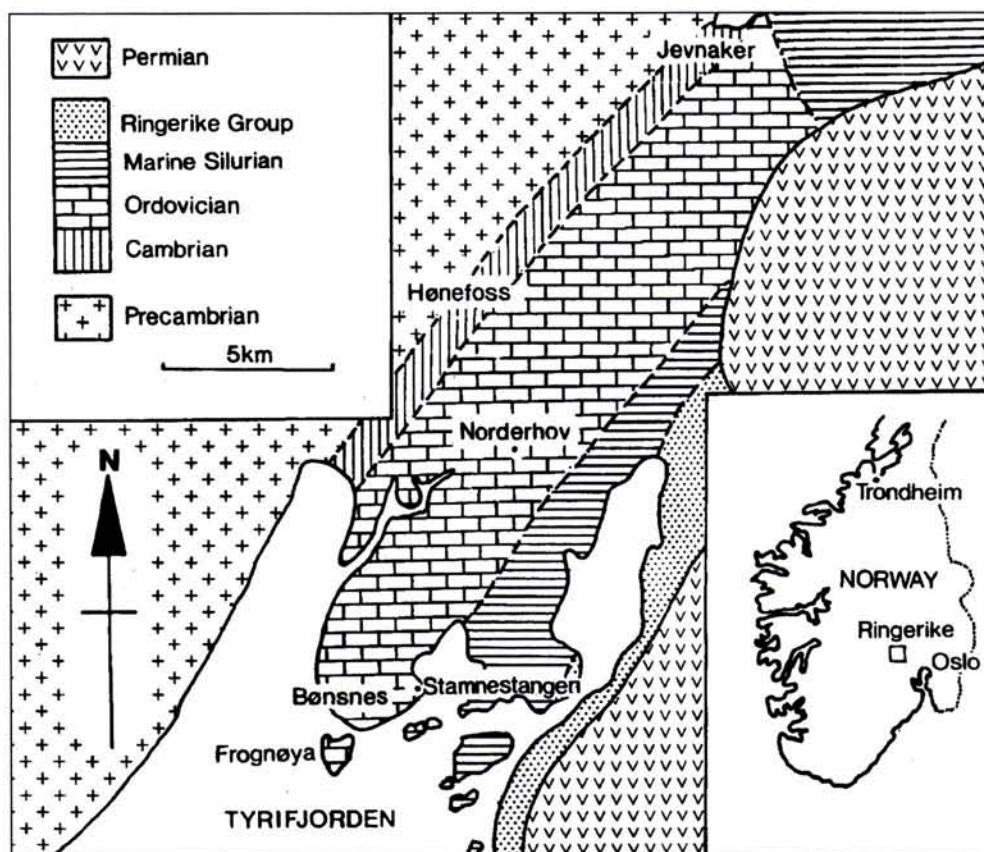 Permian
Ringerike Group
Marine Silurian
Ordovician
Cambrian
Precambrian
5km
N
Jevnaker
Hønefoss
Norderhov
Bønsnes
Stamnestangen
Frognøya
TYRIFJORDEN
Trondheim
NORWAY
Ringerike
Oslo